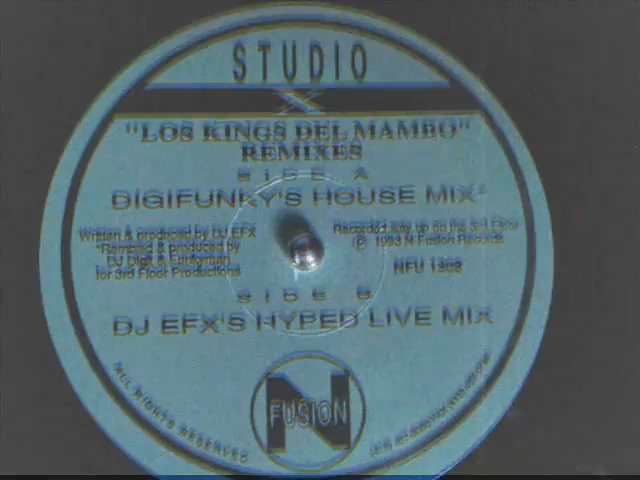 STUDIO
X
"LOS KINGS DEL MAMBO"
REMIXES
SIDE A
DIGIFUNKY'S HOUSE MIX*
Written & produced by DJ EFX
*Remixed & produced by
DJ Digit & Funkyman
for 3rd Floor Productions
Recorded way up on the 3rd Floor
℗ 1993 N-Fusion Records
NFU 1368
SIDE B
DJ EFX'S HYPED LIVE MIX
N
FUSION
ALL RIGHTS RESERVED